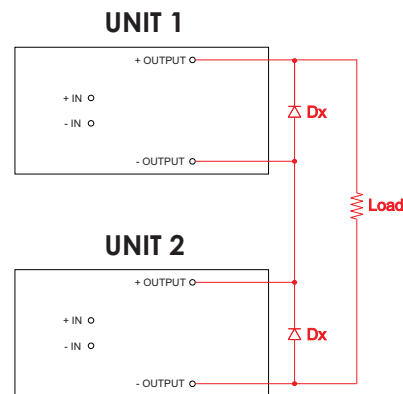 UNIT 1
+ OUTPUT
+ IN
- IN
Dx
- OUTPUT
Load
UNIT 2
+ OUTPUT
+ IN
- IN
Dx
- OUTPUT